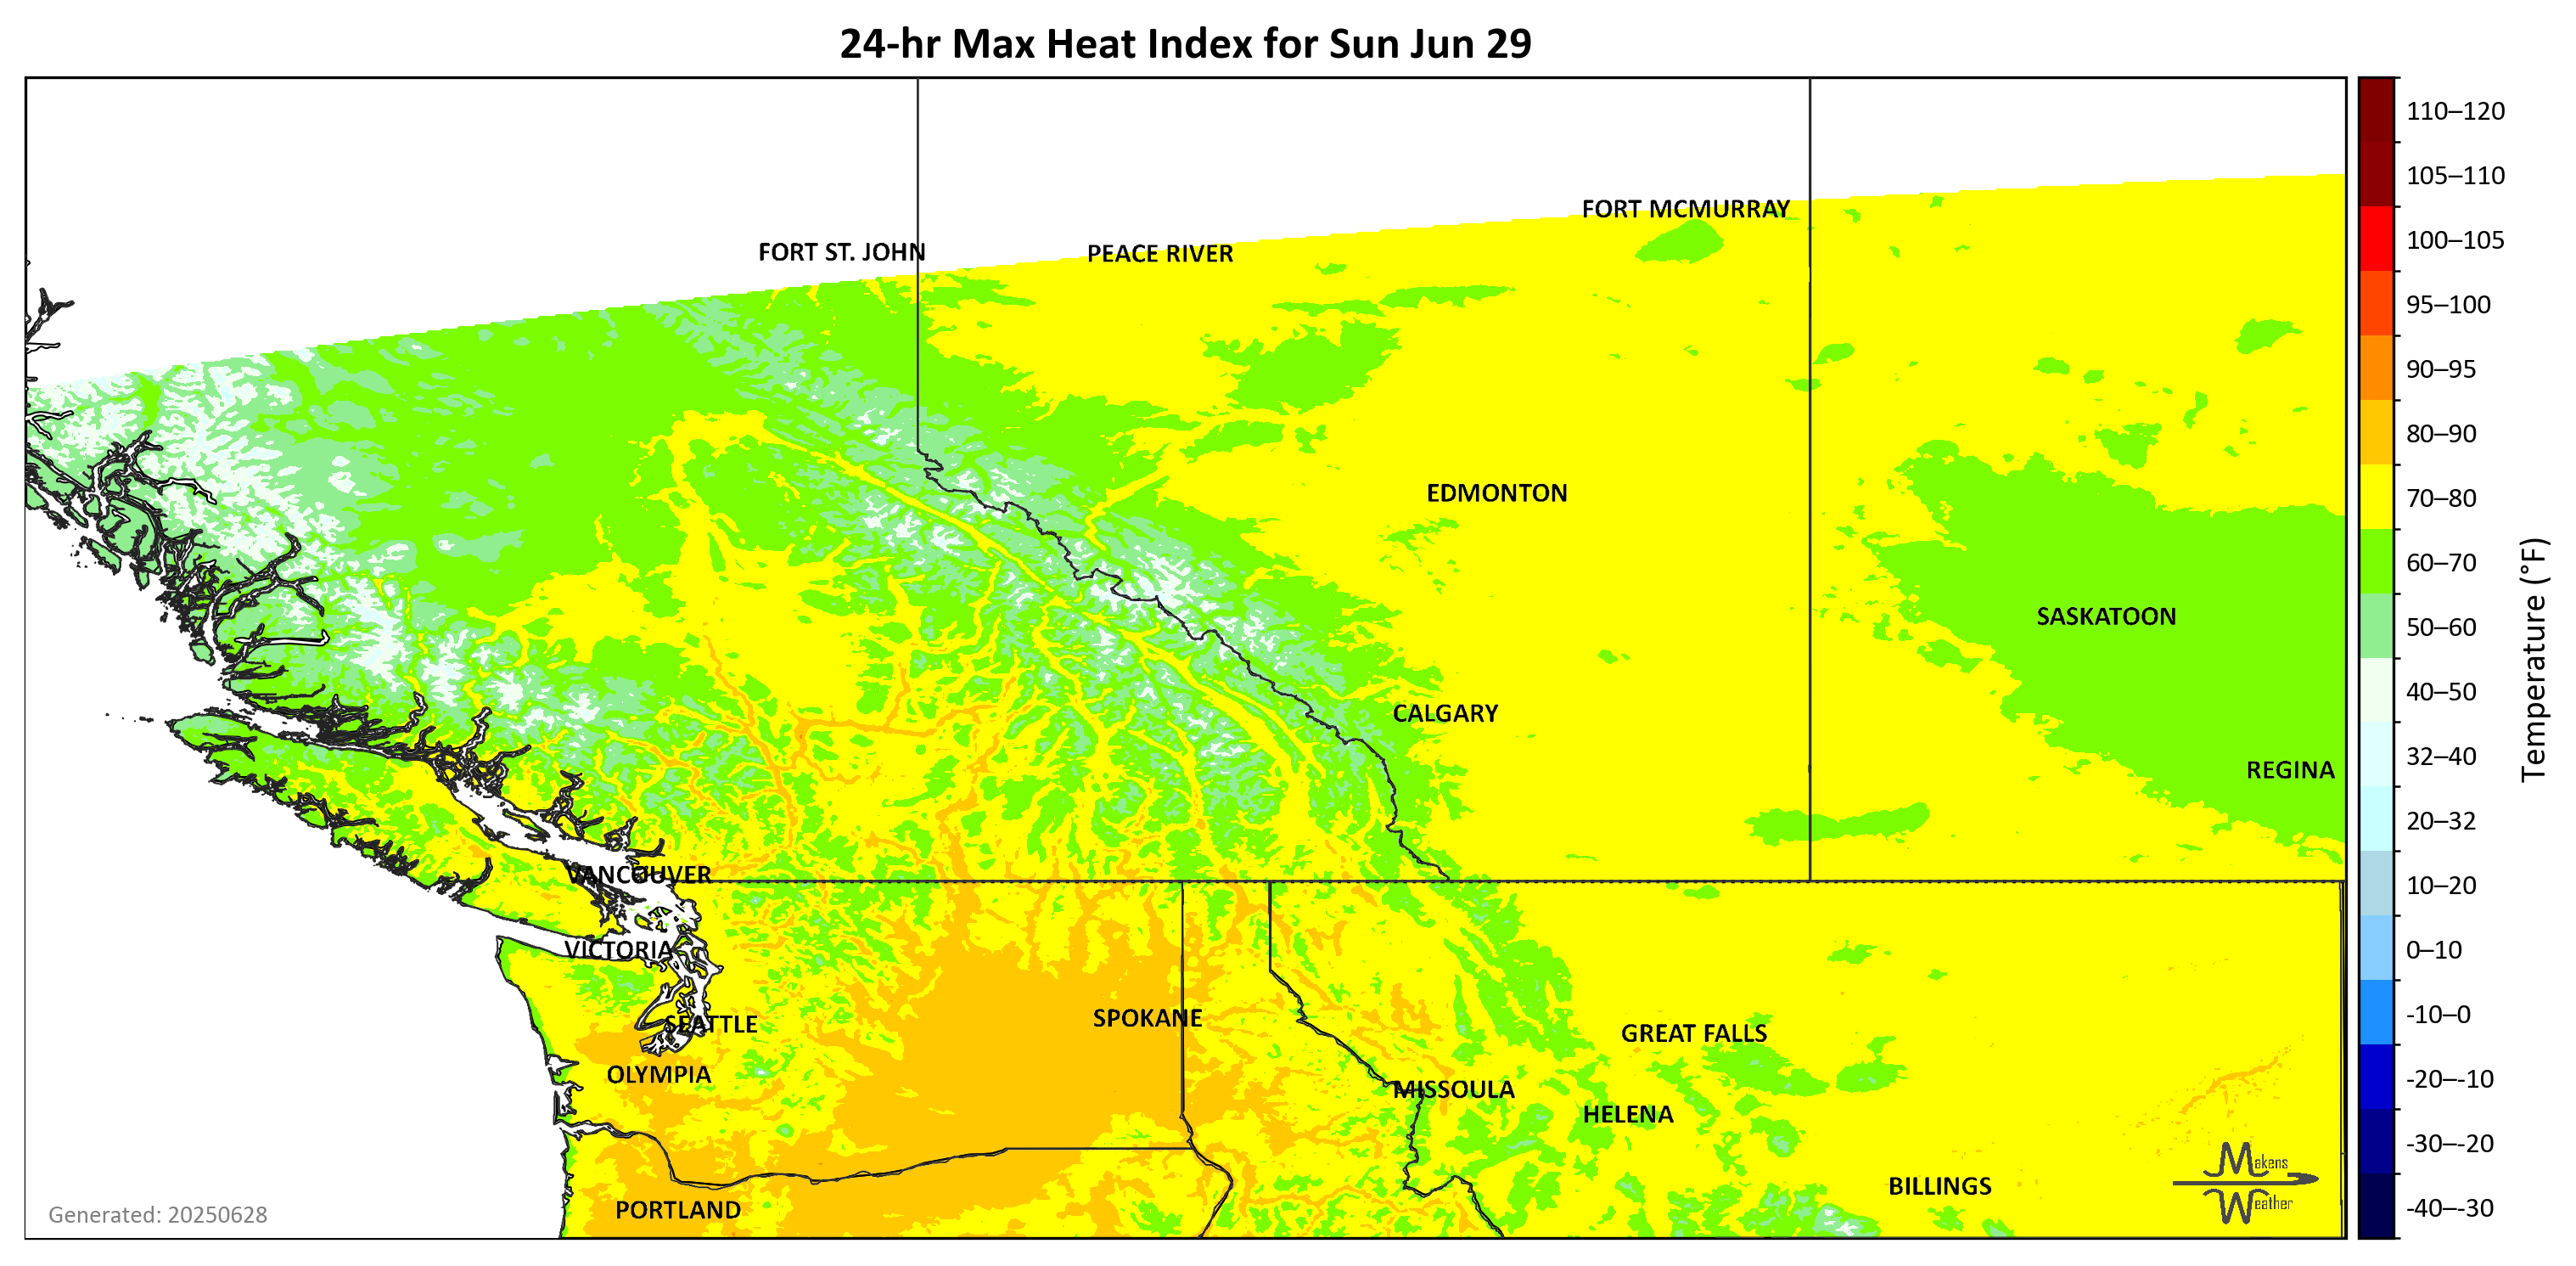 24-hr Max Heat Index for Sun Jun 29
FORT MCMURRAY
FORT ST. JOHN
PEACE RIVER
EDMONTON
SASKATOON
CALGARY
REGINA
VANCOUVER
VICTORIA
SEATTLE
SPOKANE
GREAT FALLS
OLYMPIA
MISSOULA
HELENA
BILLINGS
PORTLAND
Makens
Weather
Generated: 20250628
110–120
105–110
100–105
95–100
90–95
80–90
70–80
60–70
50–60
40–50
32–40
20–32
10–20
0–10
-10–0
-20–-10
-30–-20
-40–-30
Temperature (°F)